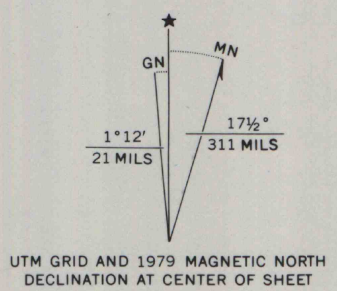 ★
GN
MN
1°12′
21 MILS
17½°
311 MILS
UTM GRID AND 1979 MAGNETIC NORTH
DECLINATION AT CENTER OF SHEET